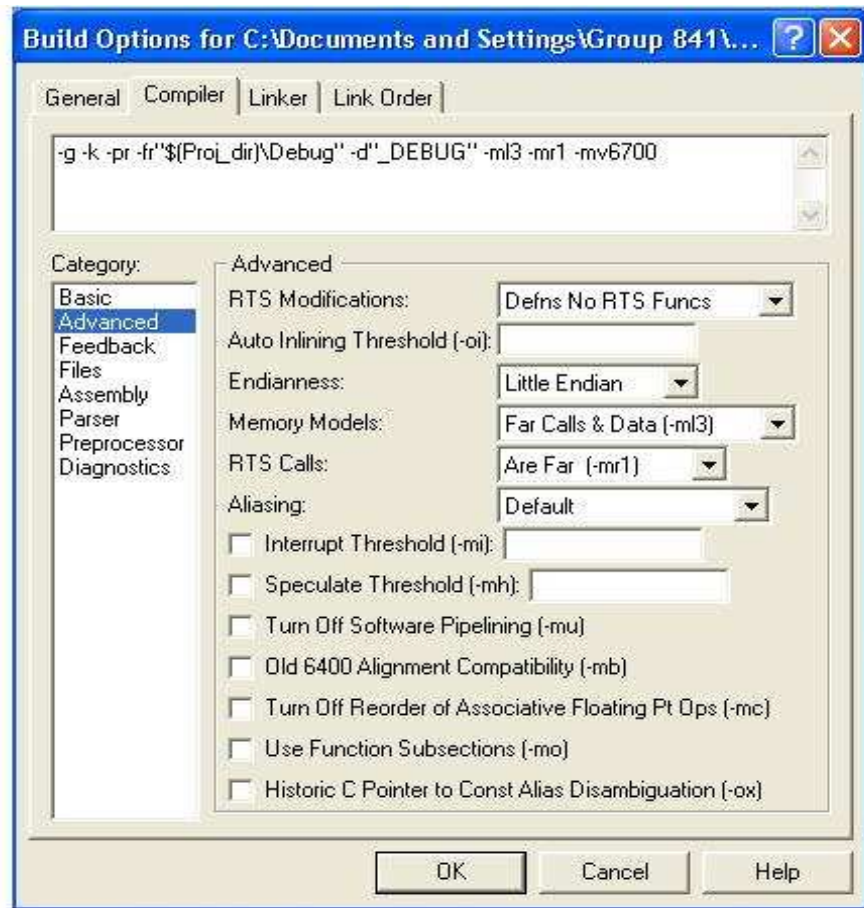 Build Options for C:\Documents and Settings\Group 841\...
General Compiler Linker Link Order
-g -k -pr -fr"$(Proj_dir)\Debug" -d"_DEBUG" -ml3 -mr1 -mv6700
Category:
Basic
Advanced
Feedback
Files
Assembly
Parser
Preprocessor
Diagnostics
Advanced
RTS Modifications: Defns No RTS Funcs
Auto Inlining Threshold (-oi):
Endianness: Little Endian
Memory Models: Far Calls & Data (-ml3)
RTS Calls: Are Far (-mr1)
Aliasing: Default
Interrupt Threshold (-mi):
Speculate Threshold (-mh):
Turn Off Software Pipelining (-mu)
Old 6400 Alignment Compatibility (-mb)
Turn Off Reorder of Associative Floating Pt Ops (-mc)
Use Function Subsections (-mo)
Historic C Pointer to Const Alias Disambiguation (-ox)
OK Cancel Help